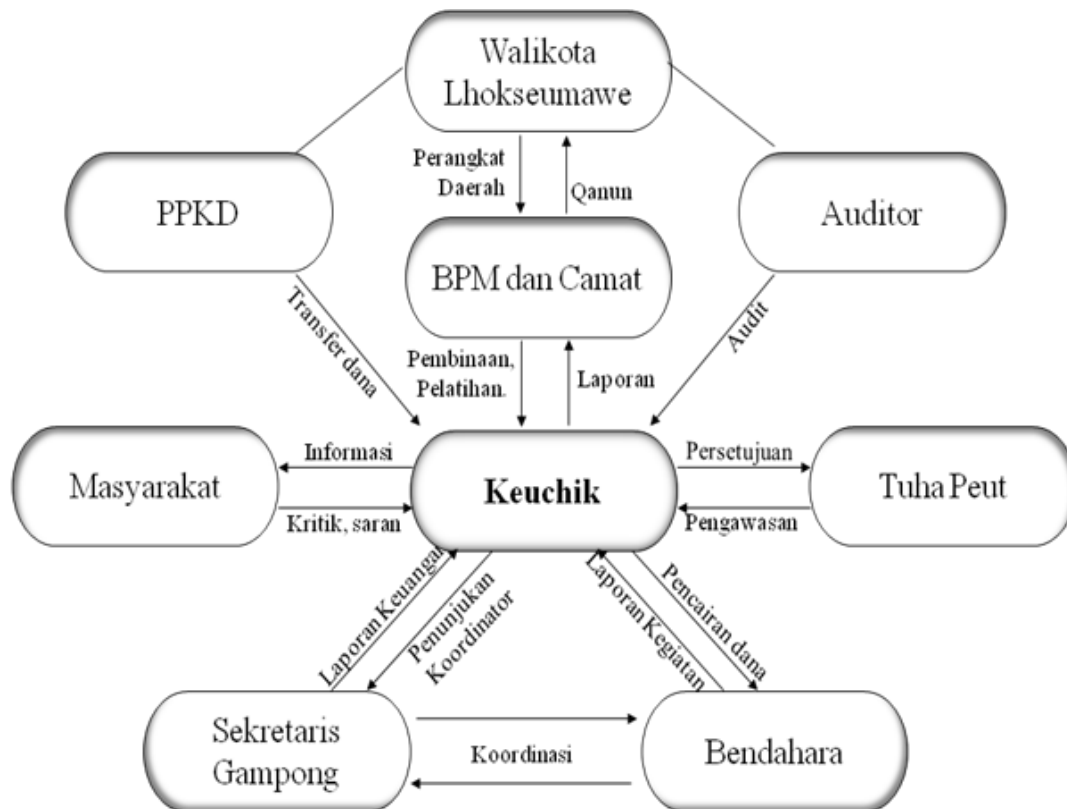 Walikota
Lhokseumawe
Perangkat
Daerah
Qanun
PPKD
Auditor
BPM dan Camat
Transfer dana
Pembinaan,
Pelatihan.
Laporan
Audit
Informasi
Persetujuan
Masyarakat
Keuchik
Tuha Peut
Kritik, saran
Pengawasan
Laporan Keuangan
Penunjukan
Koordinator
Laporan Kegiatan
Pencairan dana
Sekretaris
Gampong
Koordinasi
Bendahara